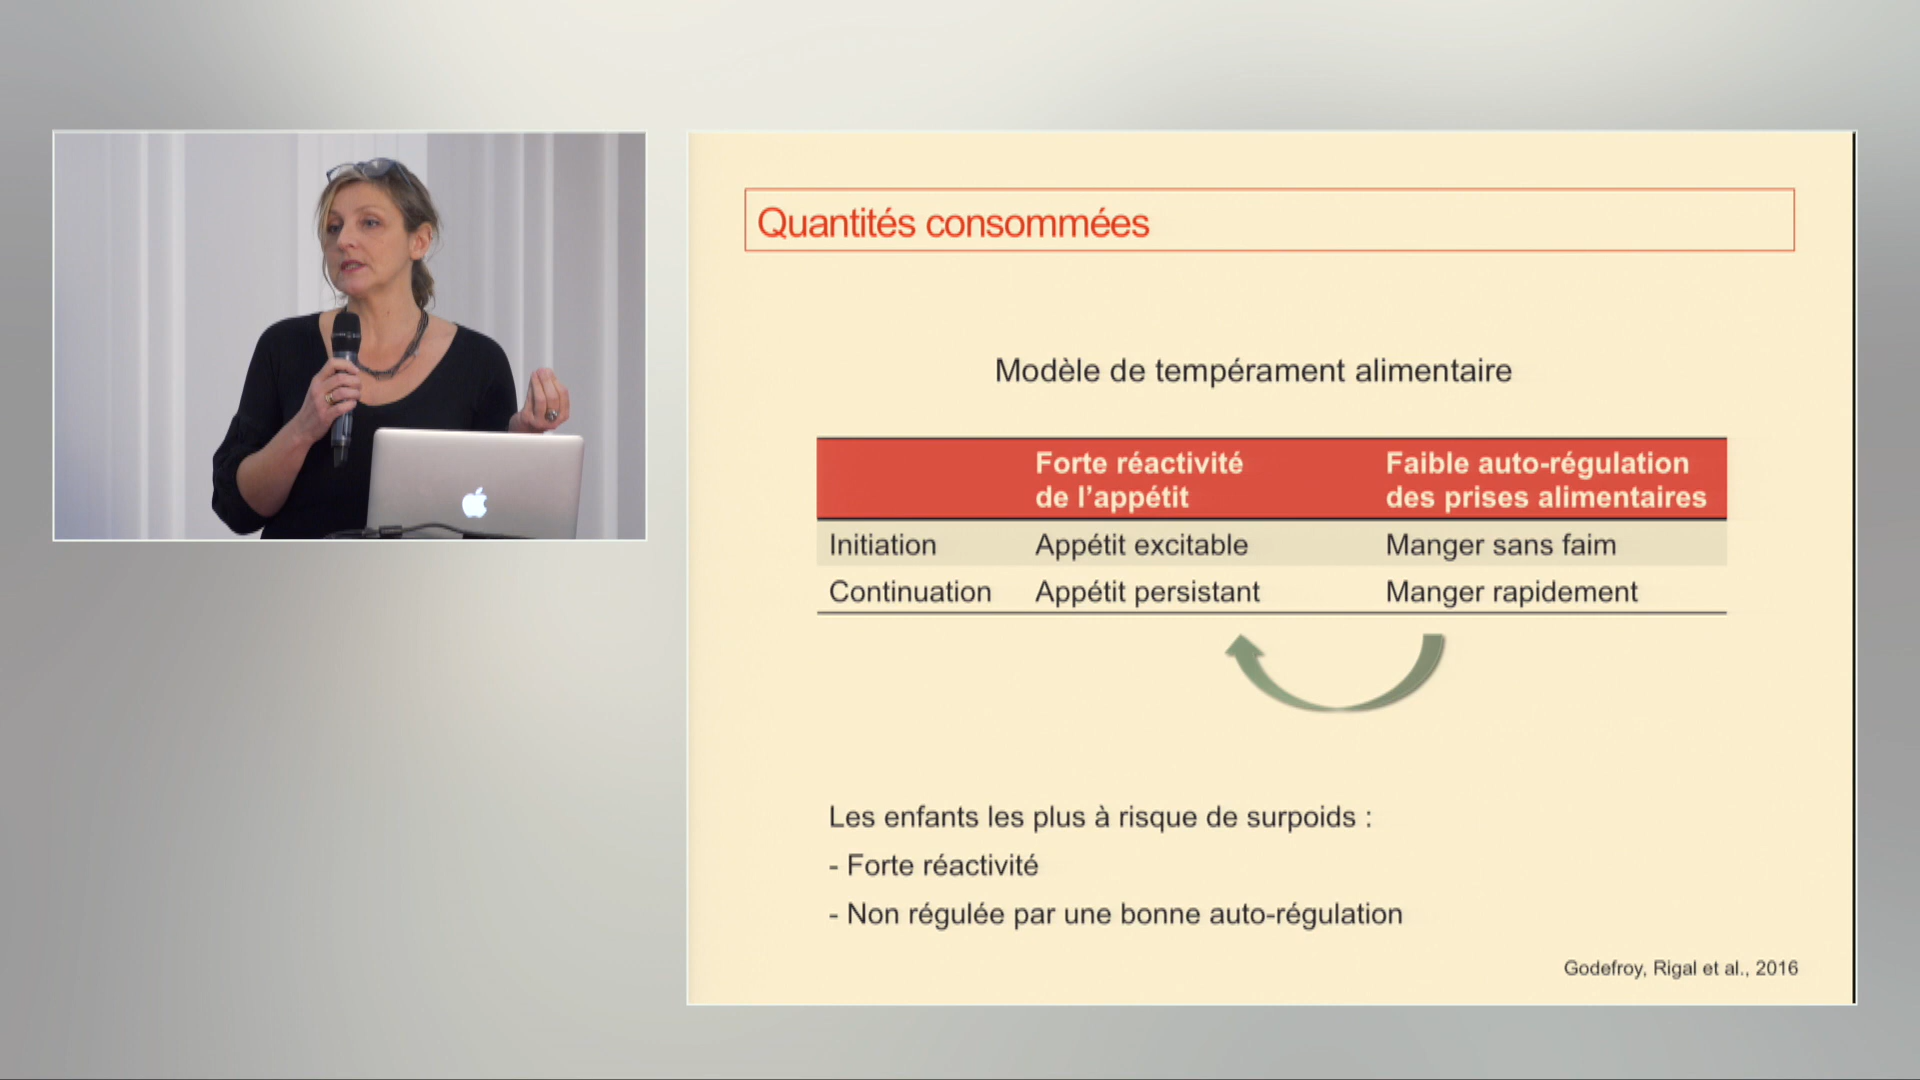 Quantités consommées
Modèle de tempérament alimentaire
Forte réactivité de l'appétit
Faible auto-régulation des prises alimentaires
Initiation Appétit excitable Manger sans faim
Continuation Appétit persistant Manger rapidement
Les enfants les plus à risque de surpoids :
- Forte réactivité
- Non régulée par une bonne auto-régulation
Godefroy, Rigal et al., 2016